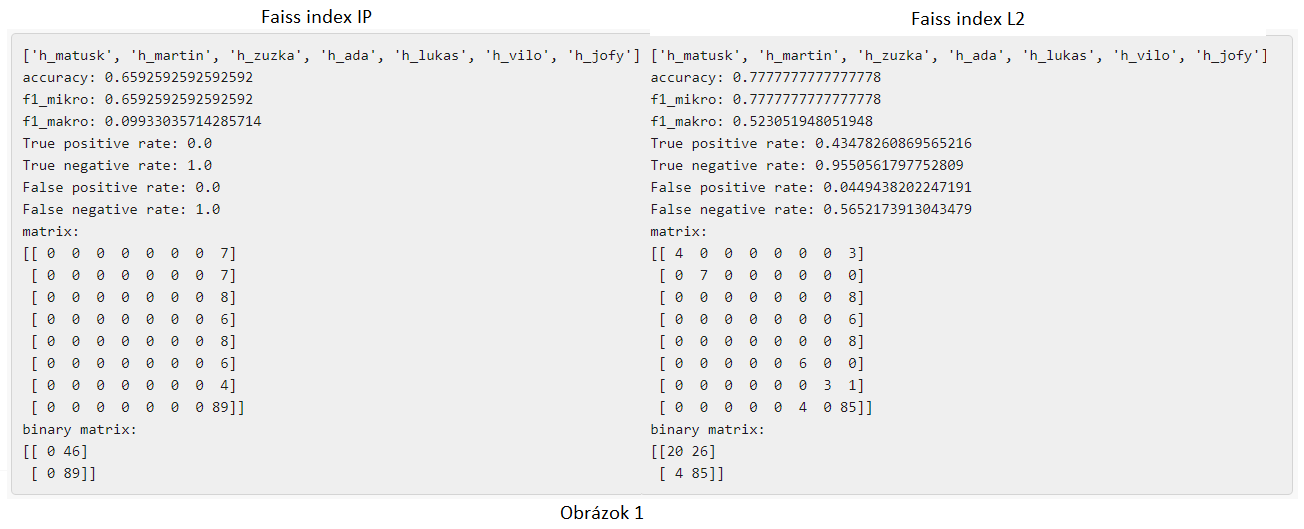 Faiss index IP
['h_matusk', 'h_martin', 'h_zuzka', 'h_ada', 'h_lukas', 'h_vilo', 'h_jofy']
accuracy: 0.6592592592592592
f1_mikro: 0.6592592592592592
f1_makro: 0.09933035714285714
True positive rate: 0.0
True negative rate: 1.0
False positive rate: 0.0
False negative rate: 1.0
matrix:
[[ 0  0  0  0  0  0  0  7]
 [ 0  0  0  0  0  0  0  7]
 [ 0  0  0  0  0  0  0  8]
 [ 0  0  0  0  0  0  0  6]
 [ 0  0  0  0  0  0  0  8]
 [ 0  0  0  0  0  0  0  6]
 [ 0  0  0  0  0  0  0  4]
 [ 0  0  0  0  0  0  0 89]]
binary matrix:
[[ 0 46]
 [ 0 89]]
Faiss index L2
['h_matusk', 'h_martin', 'h_zuzka', 'h_ada', 'h_lukas', 'h_vilo', 'h_jofy']
accuracy: 0.7777777777777778
f1_mikro: 0.7777777777777778
f1_makro: 0.523051948051948
True positive rate: 0.43478260869565216
True negative rate: 0.9550561797752809
False positive rate: 0.0449438202247191
False negative rate: 0.5652173913043479
matrix:
[[ 4  0  0  0  0  0  0  3]
 [ 0  7  0  0  0  0  0  0]
 [ 0  0  0  0  0  0  0  8]
 [ 0  0  0  0  0  0  0  6]
 [ 0  0  0  0  0  0  0  8]
 [ 0  0  0  0  0  6  0  0]
 [ 0  0  0  0  0  0  3  1]
 [ 0  0  0  0  0  4  0 85]]
binary matrix:
[[20 26]
 [ 4 85]]
Obrázok 1